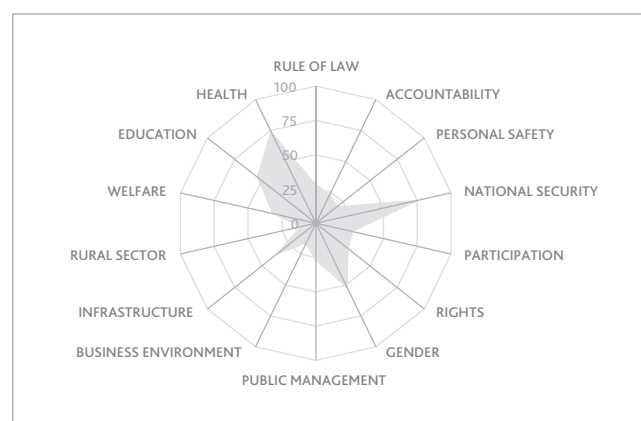 RULE OF LAW
100
HEALTH
ACCOUNTABILITY
75
EDUCATION
PERSONAL SAFETY
50
WELFARE
25
NATIONAL SECURITY
0
RURAL SECTOR
PARTICIPATION
INFRASTRUCTURE
RIGHTS
BUSINESS ENVIRONMENT
GENDER
PUBLIC MANAGEMENT